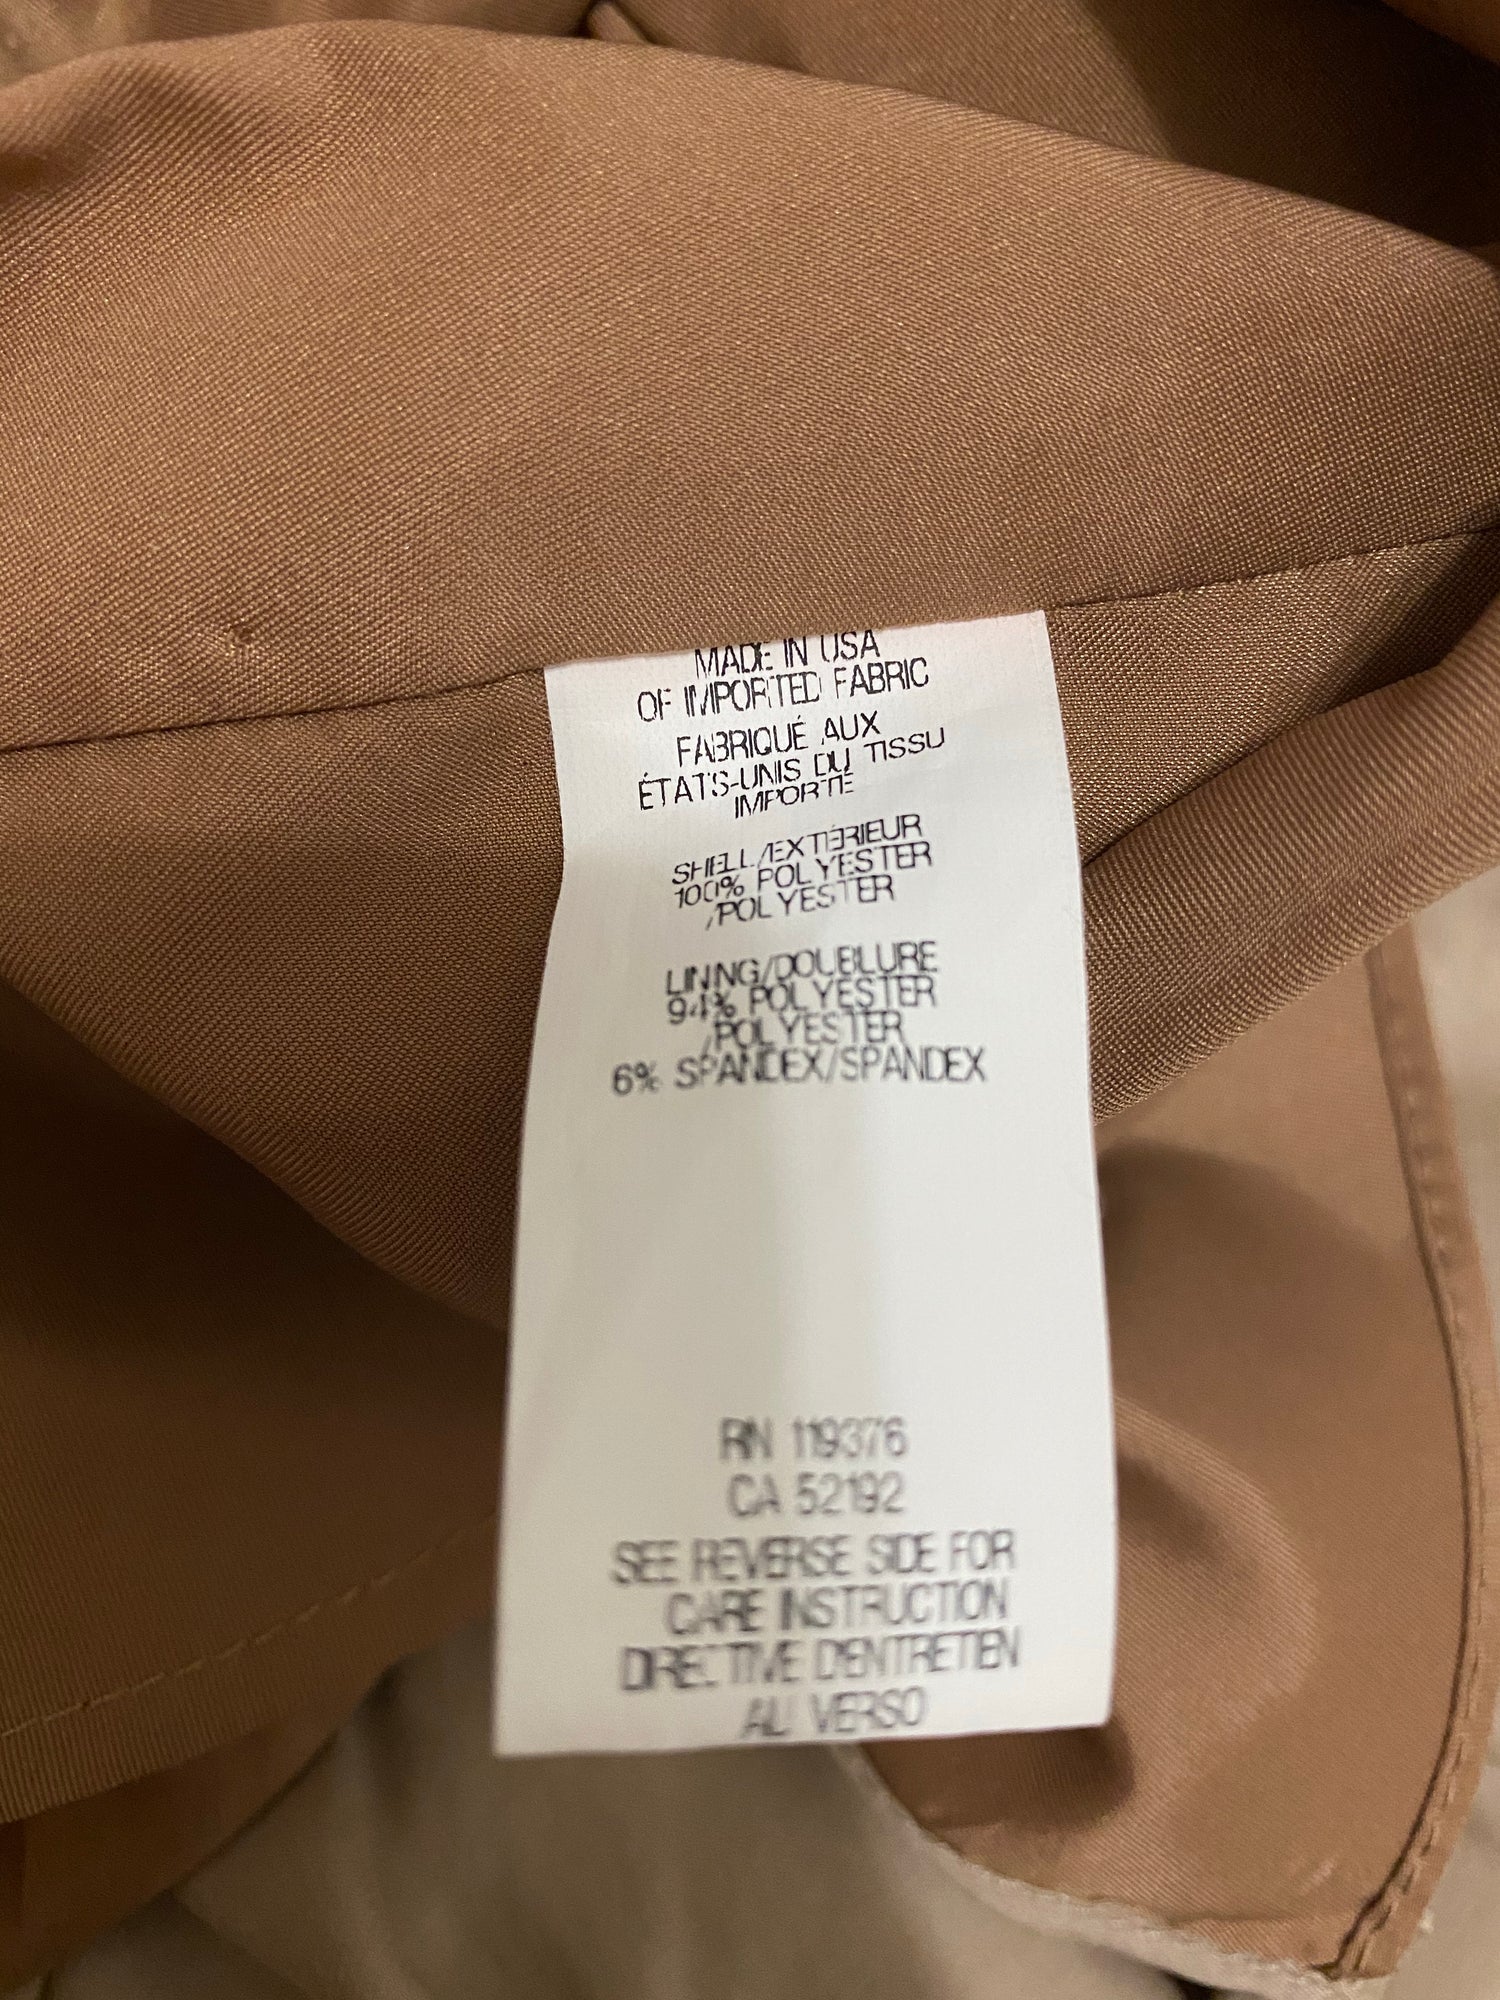 MADE IN USA
OF IMPORTED FABRIC
FABRIQUÉ AUX
ÉTATS-UNIS DU TISSU
IMPORTÉ
SHELL/EXTÉRIEUR
100% POLYESTER
/POLYESTER
LINING/DOUBLURE
94% POLYESTER
/POLYESTER
6% SPANDEX/SPANDEX
RN 119376
CA 52192
SEE REVERSE SIDE FOR
CARE INSTRUCTION
DIRECTIVE D'ENTRETIEN
AU VERSO